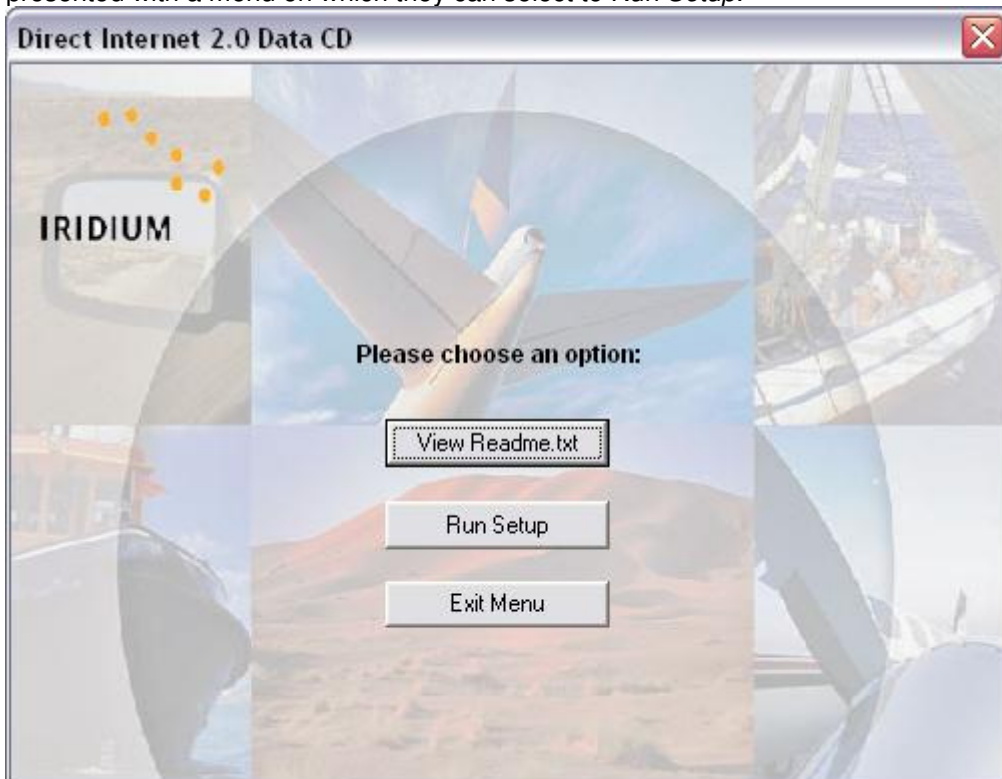 presented with a menu on which they can select to Run Setup.
Direct Internet 2.0 Data CD
IRIDIUM
Please choose an option:
View Readme.txt
Run Setup
Exit Menu